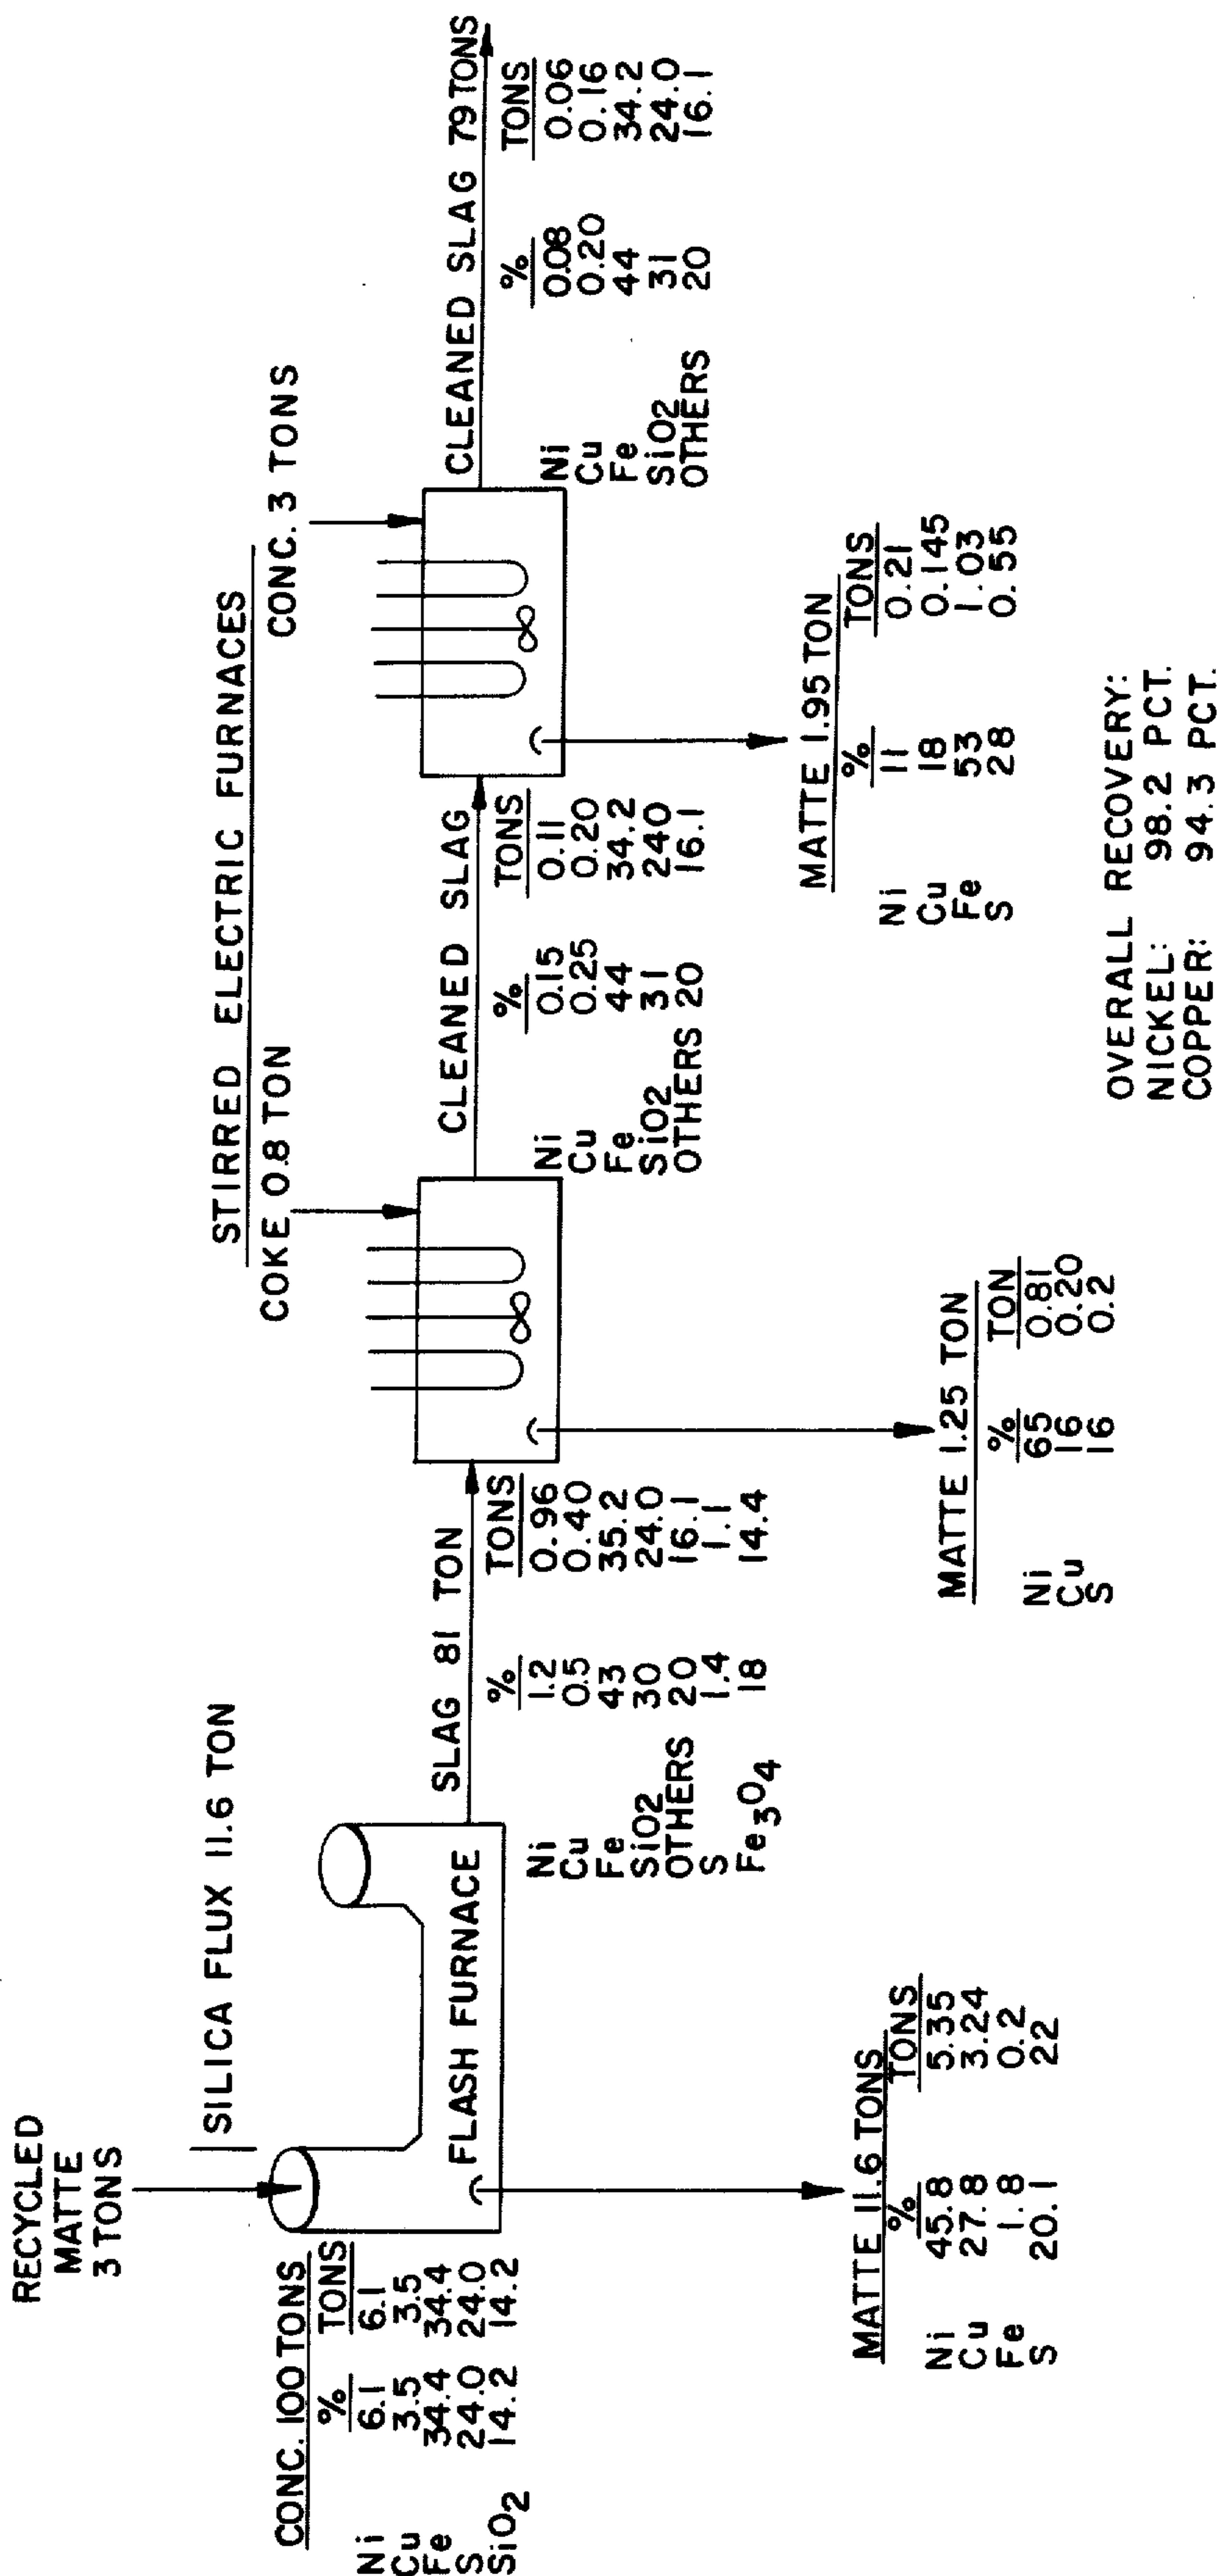 RECYCLED
MATTE
3 TONS
SILICA FLUX 11.6 TON
CONC. 100 TONS
% TONS
Ni 6.1 6.1
Cu 3.5 3.5
Fe 34.4 34.4
S 24.0 24.0
SiO2 14.2 14.2
FLASH FURNACE
MATTE 11.6 TONS
% TONS
Ni 45.8 5.35
Cu 27.8 3.24
Fe 1.8 0.2
S 20.1 22
SLAG 81 TON
% TONS
Ni 1.2 0.96
Cu 0.5 0.40
Fe 43 35.2
SiO2 30 24.0
OTHERS 20 16.1
S 1.4 1.1
Fe3O4 18 14.4
STIRRED ELECTRIC FURNACES
COKE 0.8 TON
MATTE 1.25 TON
% TON
Ni 65 0.81
Cu 16 0.20
S 16 0.2
CLEANED SLAG
% TONS
Ni 0.15 0.11
Cu 0.25 0.20
Fe 44 34.2
SiO2 31 240
OTHERS 20 16.1
CONC. 3 TONS
MATTE 1.95 TON
% TONS
Ni 11 0.21
Cu 18 0.145
Fe 53 1.03
S 28 0.55
CLEANED SLAG 79 TONS
% TONS
Ni 0.08 0.06
Cu 0.20 0.16
Fe 44 34.2
SiO2 31 24.0
OTHERS 20 16.1
OVERALL RECOVERY:
NICKEL: 98.2 PCT.
COPPER: 94.3 PCT.